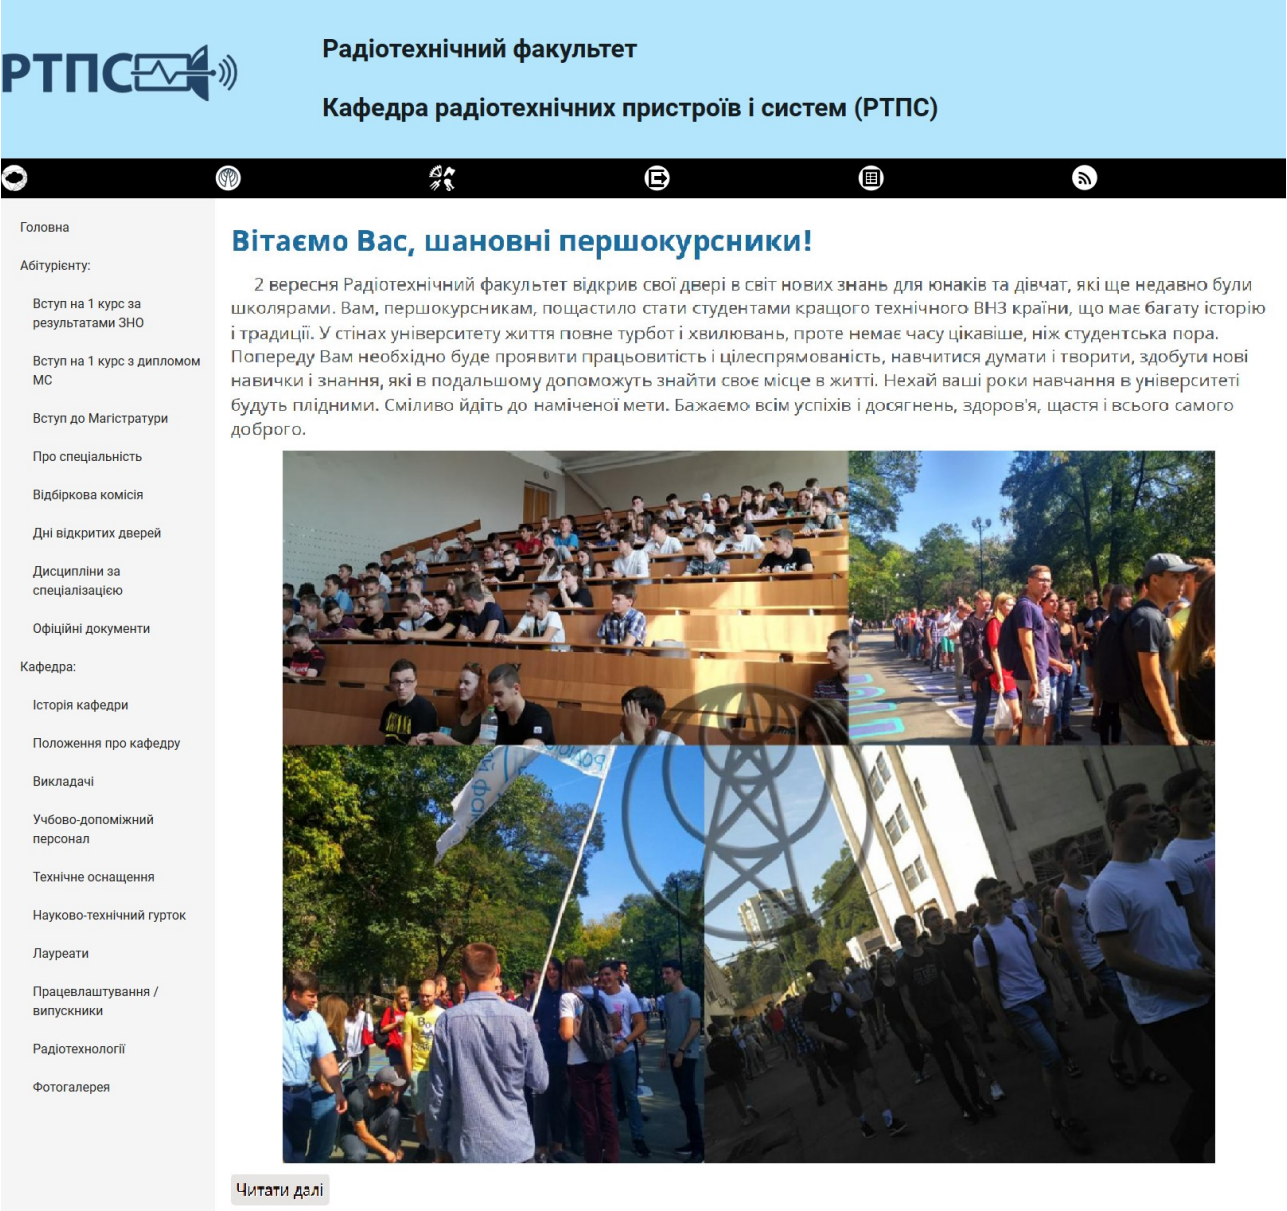 РТПС
Радіотехнічний факультет
Кафедра радіотехнічних пристроїв і систем (РТПС)
Головна
Абітурієнту:
Вступ на 1 курс за
результатами ЗНО
Вступ на 1 курс з дипломом
МС
Вступ до Магістратури
Про спеціальність
Відбіркова комісія
Дні відкритих дверей
Дисципліни за
спеціалізацією
Офіційні документи
Кафедра:
Історія кафедри
Положення про кафедру
Викладачі
Учбово-допоміжний
персонал
Технічне оснащення
Науково-технічний гурток
Лауреати
Працевлаштування /
випускники
Радіотехнології
Фотогалерея
Вітаємо Вас, шановні першокурсники!
2 вересня Радіотехнічний факультет відкрив свої двері в світ нових знань для юнаків та дівчат, які ще недавно були
школярами. Вам, першокурсникам, пощастило стати студентами кращого технічного ВНЗ країни, що має багату історію
і традиції. У стінах університету життя повне турбот і хвилювань, проте немає часу цікавіше, ніж студентська пора.
Попереду Вам необхідно буде проявити працьовитість і цілеспрямованість, навчитися думати і творити, здобути нові
навички і знання, які в подальшому допоможуть знайти своє місце в житті. Нехай ваші роки навчання в університеті
будуть плідними. Сміливо йдіть до наміченої мети. Бажаємо всім успіхів і досягнень, здоров'я, щастя і всього самого
доброго.
Читати далі